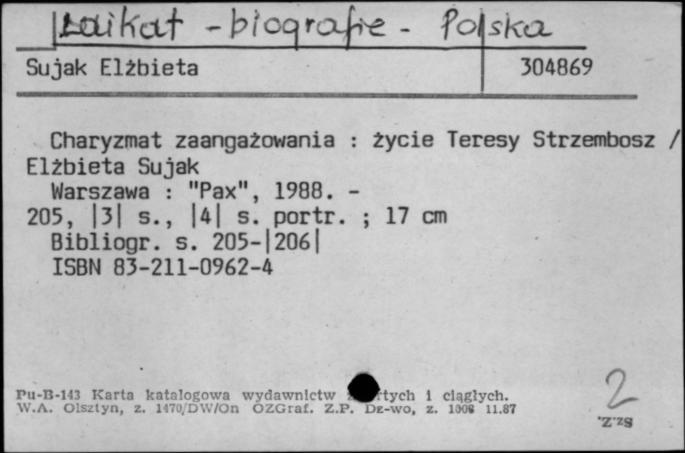 Laikat - biografie - Polska
Sujak Elżbieta 304869
Charyzmat zaangażowania : życie Teresy Strzembosz /
Elżbieta Sujak
Warszawa : "Pax", 1988. -
205, |3| s., |4| s. portr. ; 17 cm
Bibliogr. s. 205-|206|
ISBN 83-211-0962-4
2
Pu-B-143 Karta katalogowa wydawnictw i ciągłych.
W.A. Olsztyn, z. 1470/DW/On OZGraf. Z.P. Dz-wo, z. 1008 11.87